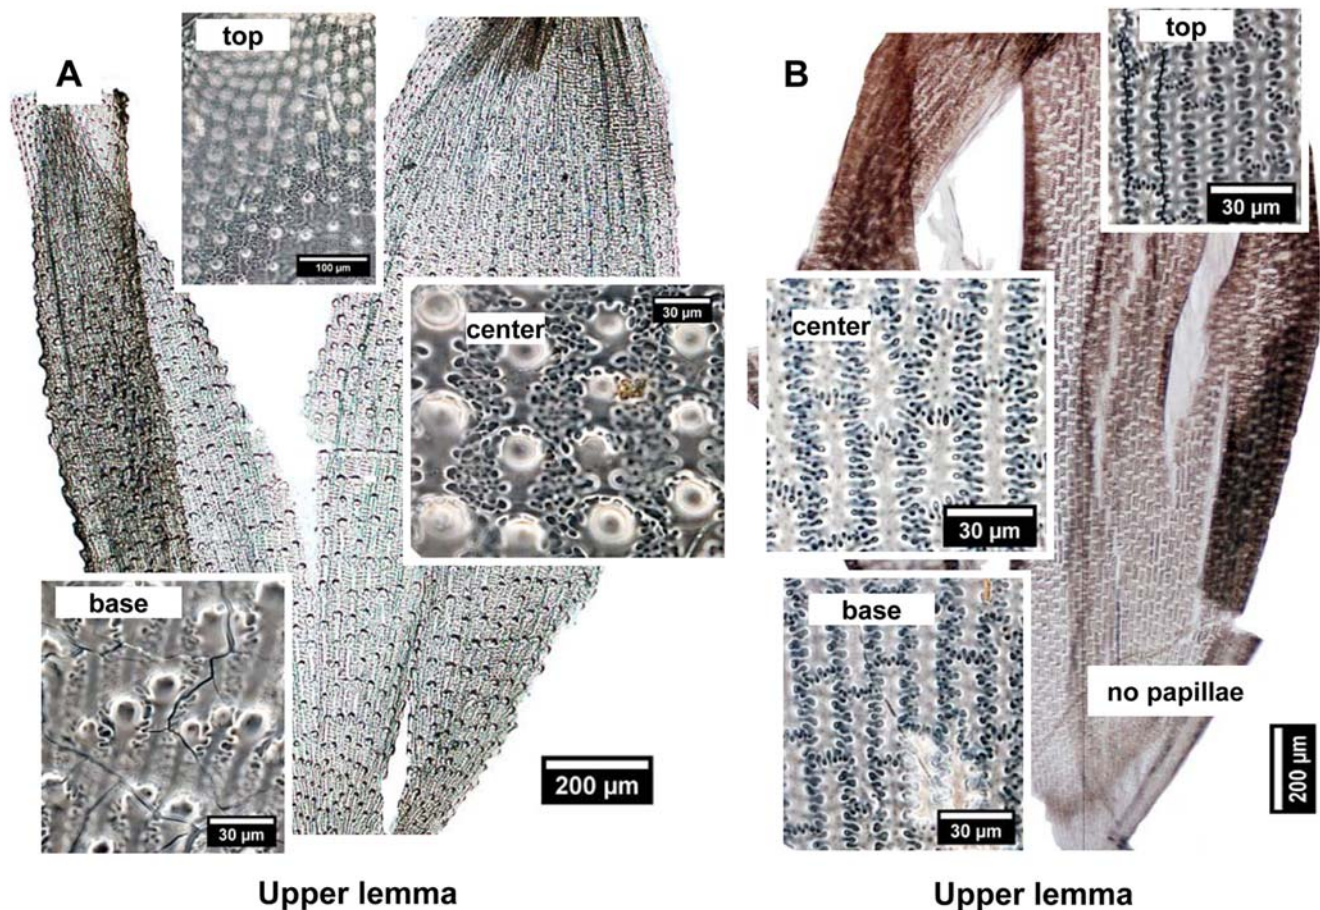 A
top
100 µm
center
30 µm
base
30 µm
200 µm
Upper lemma
B
top
30 µm
center
30 µm
base
30 µm
no papillae
200 µm
Upper lemma